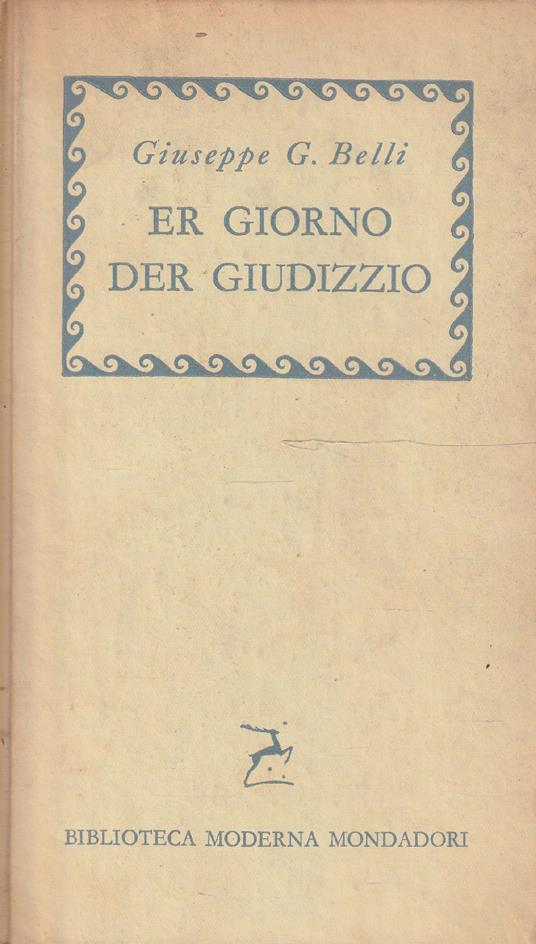 Giuseppe G. Belli
ER GIORNO
DER GIUDIZZIO
BIBLIOTECA MODERNA MONDADORI